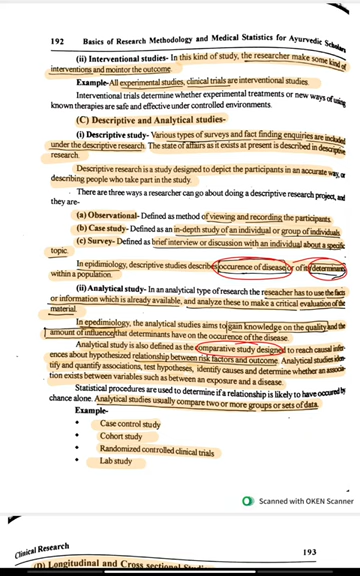 192 Basics of Research Methodology and Medical Statistics for Ayurvedic Scholars
(ii) Interventional studies- In this kind of study, the researcher make some kind of
interventions and mointor the outcome.
Example-All experimental studies, clinical trials are interventional studies.
Interventional trials determine whether experimental treatments or new ways of using
known therapies are safe and effective under controlled environments.
(C) Descriptive and Analytical studies-
(i) Descriptive study- Various types of surveys and fact finding enquiries are included
under the descriptive research. The state of affairs as it exists at present is described in descriptive
research.
Descriptive research is a study designed to depict the participants in an accurate way, or
describing people who take part in the study.
There are three ways a researcher can go about doing a descriptive research project, and
they are-
(a) Observational- Defined as method of viewing and recording the participants.
(b) Case study- Defined as an in-depth study of an individual or group of individuals
(c) Survey- Defined as brief interview or discussion with an individual about a specific
topic.
In epidemiology, descriptive studies describes occurence of disease or of its determinants
within a population.
(ii) Analytical study- In an analytical type of research the reseacher has to use the facts
or information which is already available, and analyze these to make a critical evaluation of the
material.
In epedimiology, the analytical studies aims to gain knowledge on the quality and the
amount of influence that determinants have on the occurence of the disease.
Analytical study is also defined as the comparative study designed to reach causal infer-
ences about hypothesized relationship between risk factors and outcome. Analytical studies iden-
tify and quantify associations, test hypotheses, identify causes and determine whether an associa-
tion exists between variables such as between an exposure and a disease.
Statistical procedures are used to determine if a relationship is likely to have occured by
chance alone. Analytical studies usually compare two or more groups or sets of data.
Example-
• Case control study
• Cohort study
• Randomized controlled clinical trials
• Lab study
Scanned with OKEN Scanner
Clinical Research 193
(D) Longitudinal and Cross sectional